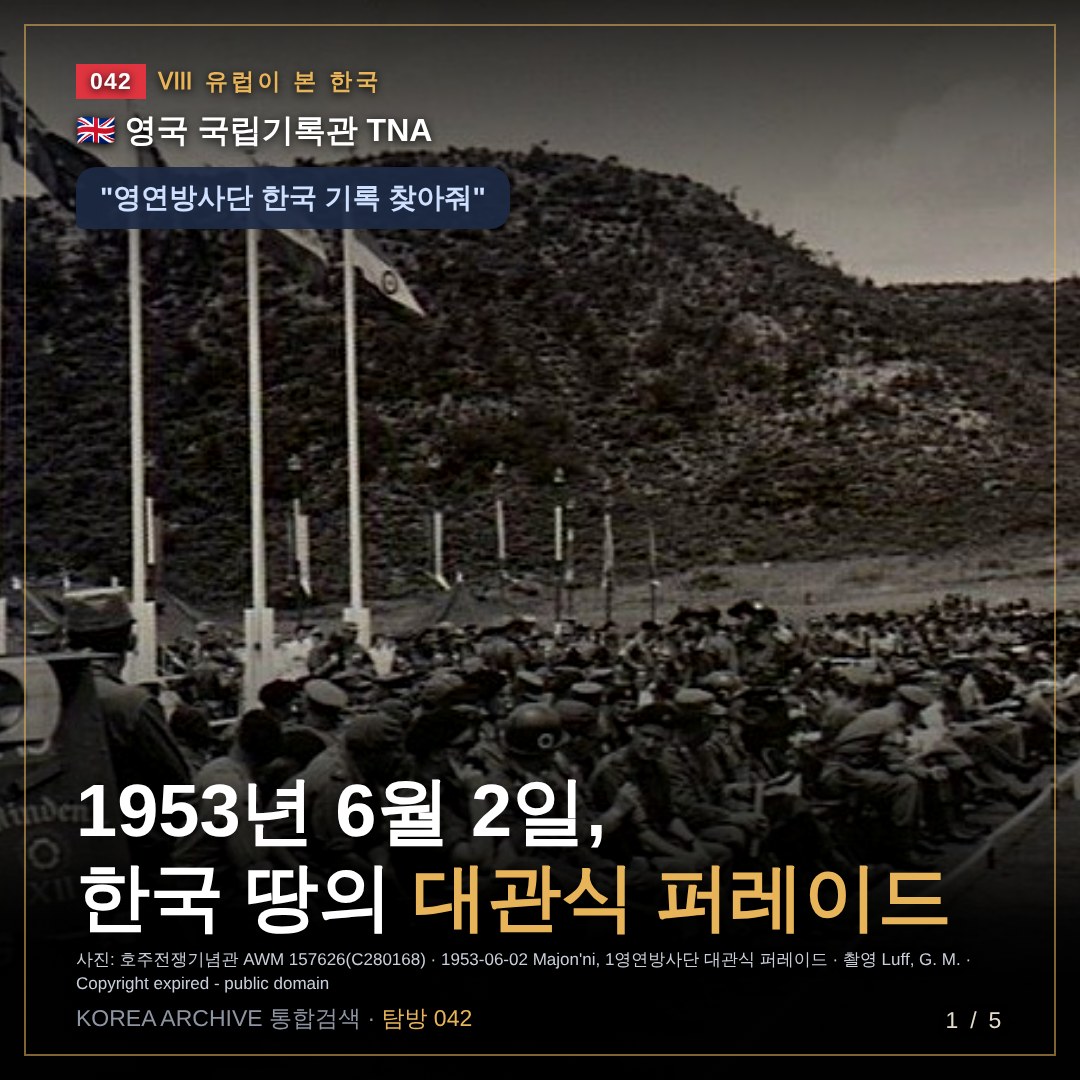 042 Ⅷ 유럽이 본 한국
🇬🇧 영국 국립기록관 TNA
"영연방사단 한국 기록 찾아줘"
1953년 6월 2일,
한국 땅의 대관식 퍼레이드
사진: 호주전쟁기념관 AWM 157626(C280168) · 1953-06-02 Majon'ni, 1영연방사단 대관식 퍼레이드 · 촬영 Luff, G. M. ·
Copyright expired - public domain
KOREA ARCHIVE 통합검색 · 탐방 042
1 / 5